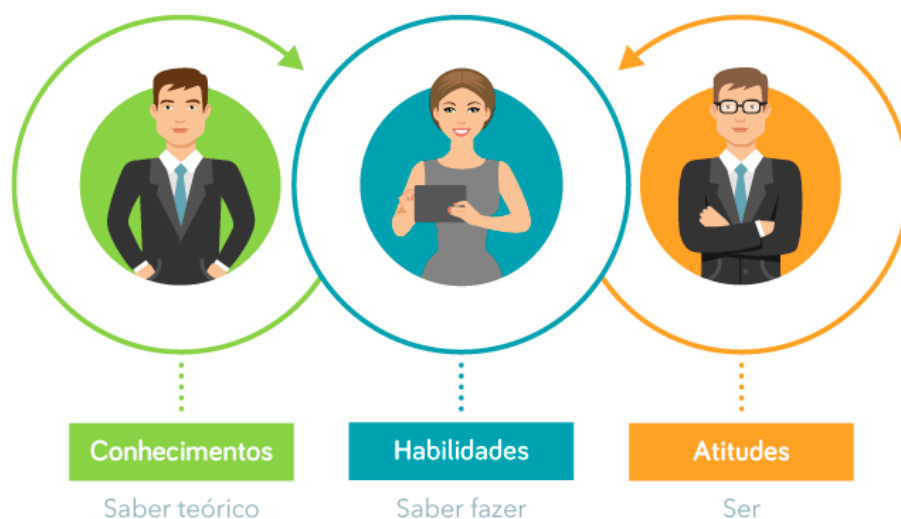 Conhecimentos
Habilidades
Atitudes
Saber teórico
Saber fazer
Ser